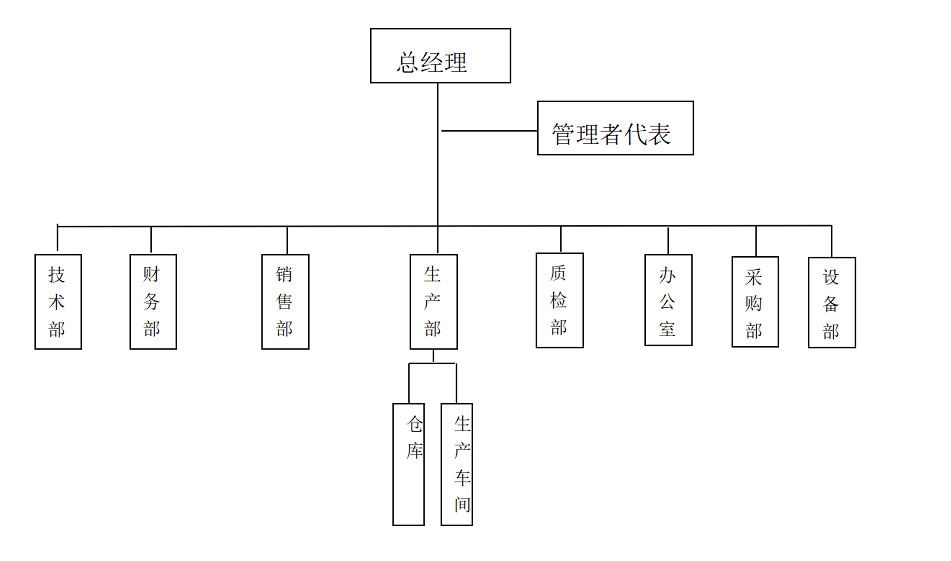 总经理
管理者代表
技术部
财务部
销售部
生产部
质检部
办公室
采购部
设备部
仓库
生产车间